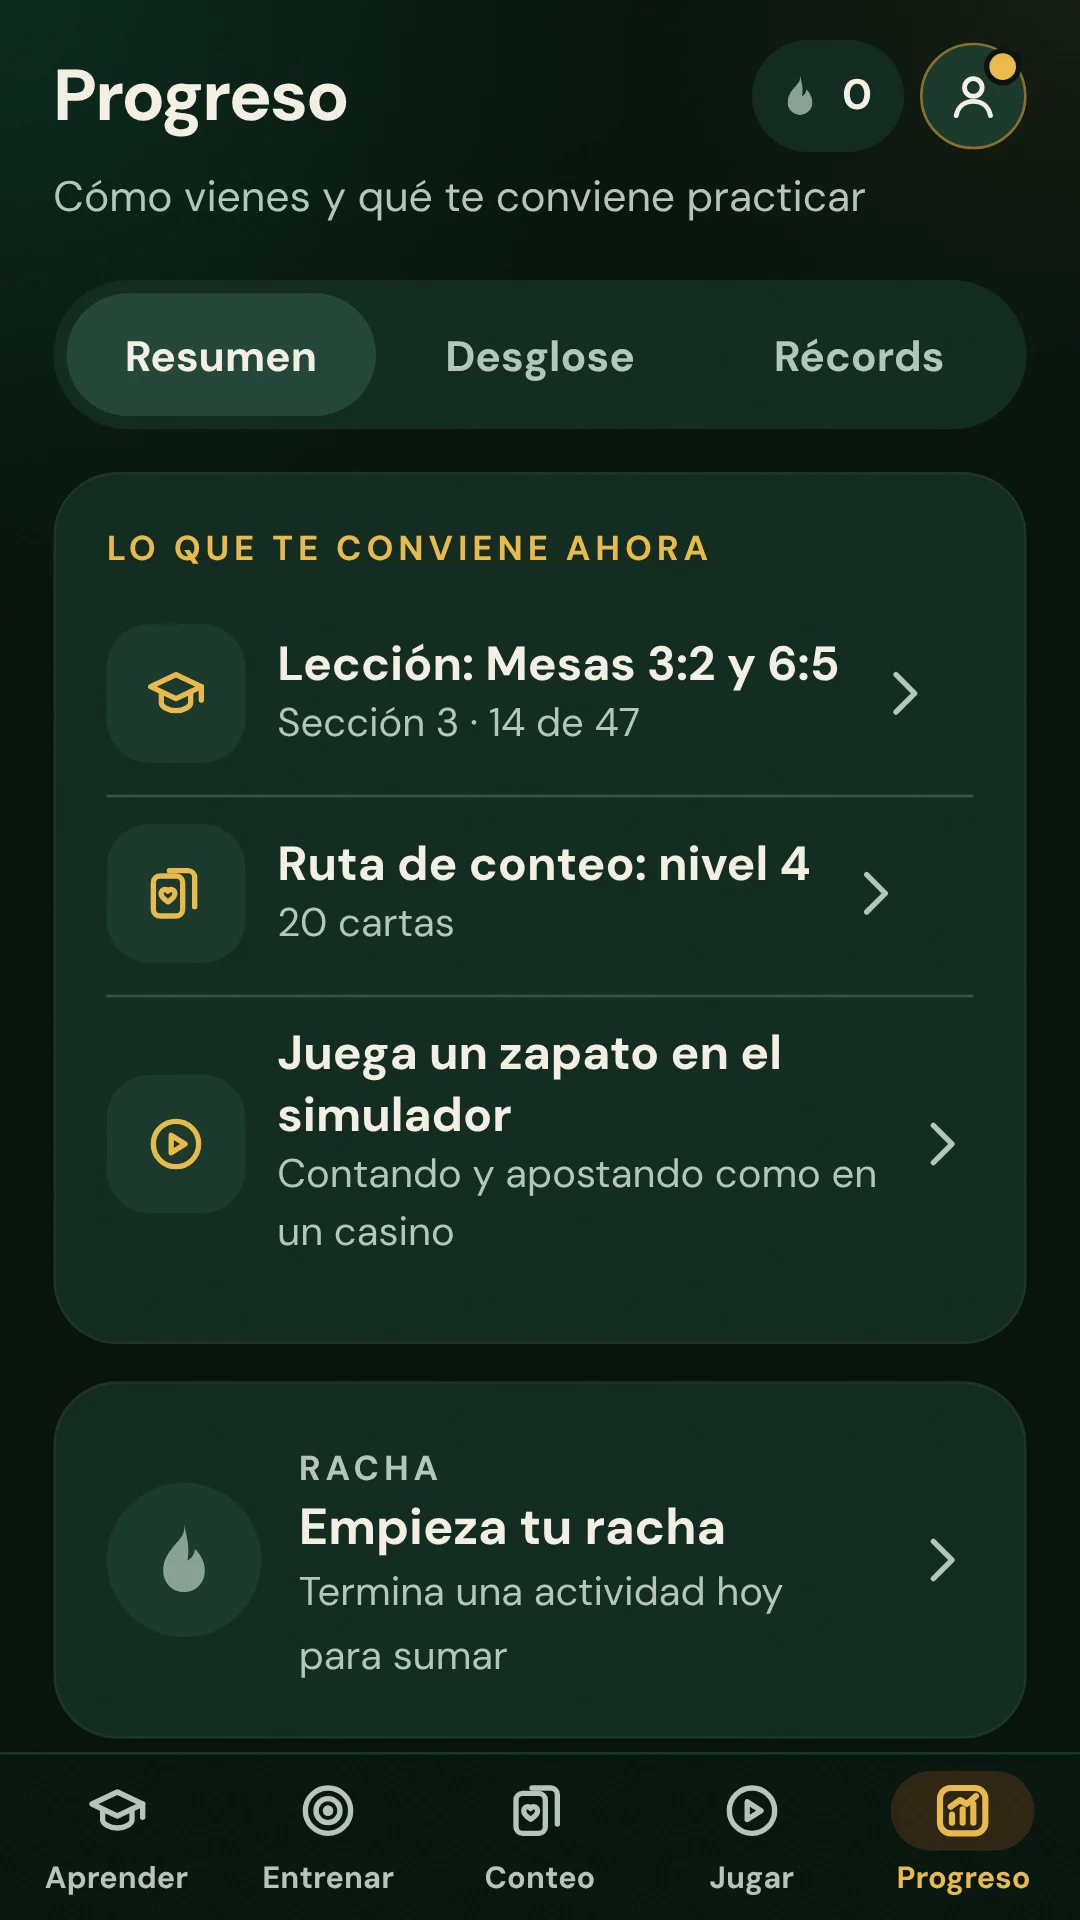 Progreso
0
Cómo vienes y qué te conviene practicar
Resumen
Desglose
Récords
LO QUE TE CONVIENE AHORA
Lección: Mesas 3:2 y 6:5
Sección 3 · 14 de 47
Ruta de conteo: nivel 4
20 cartas
Juega un zapato en el
simulador
Contando y apostando como en
un casino
RACHA
Empieza tu racha
Termina una actividad hoy
para sumar
Aprender
Entrenar
Conteo
Jugar
Progreso